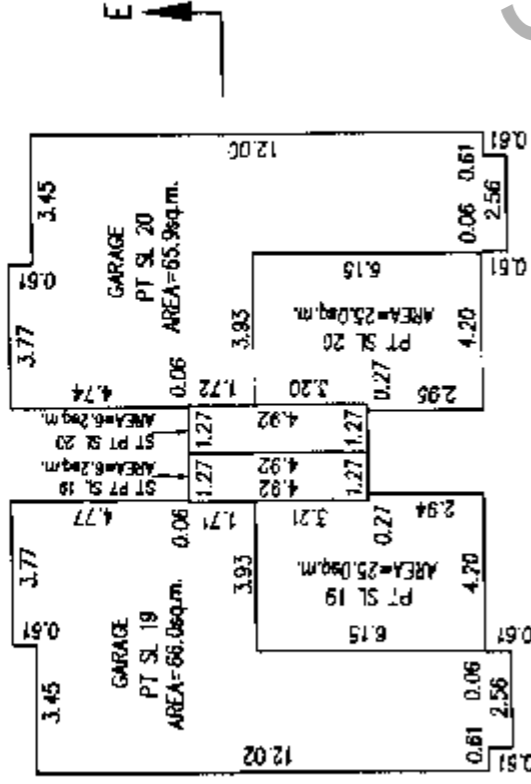 E
0.61
3.45
12.00
0.61
0.61
3.77
GARAGE
PT SL 20
AREA=65.9sq.m.
0.06
2.56
0.61
6.15
3.93
PT SL 20
AREA=25.0sq.m.
4.20
4.74
0.06
1.72
3.20
0.27
2.95
ST PT SL 20
AREA=6.2sq.m.
1.27
4.92
1.27
ST PT SL 19
AREA=6.2sq.m.
1.27
4.92
4.92
1.27
4.77
0.06
1.71
3.21
0.27
2.94
3.77
3.93
PT SL 19
AREA=25.0sq.m.
4.20
0.61
GARAGE
PT SL 19
AREA=66.0sq.m.
6.15
0.61
3.45
0.06
2.56
12.02
0.61
0.61